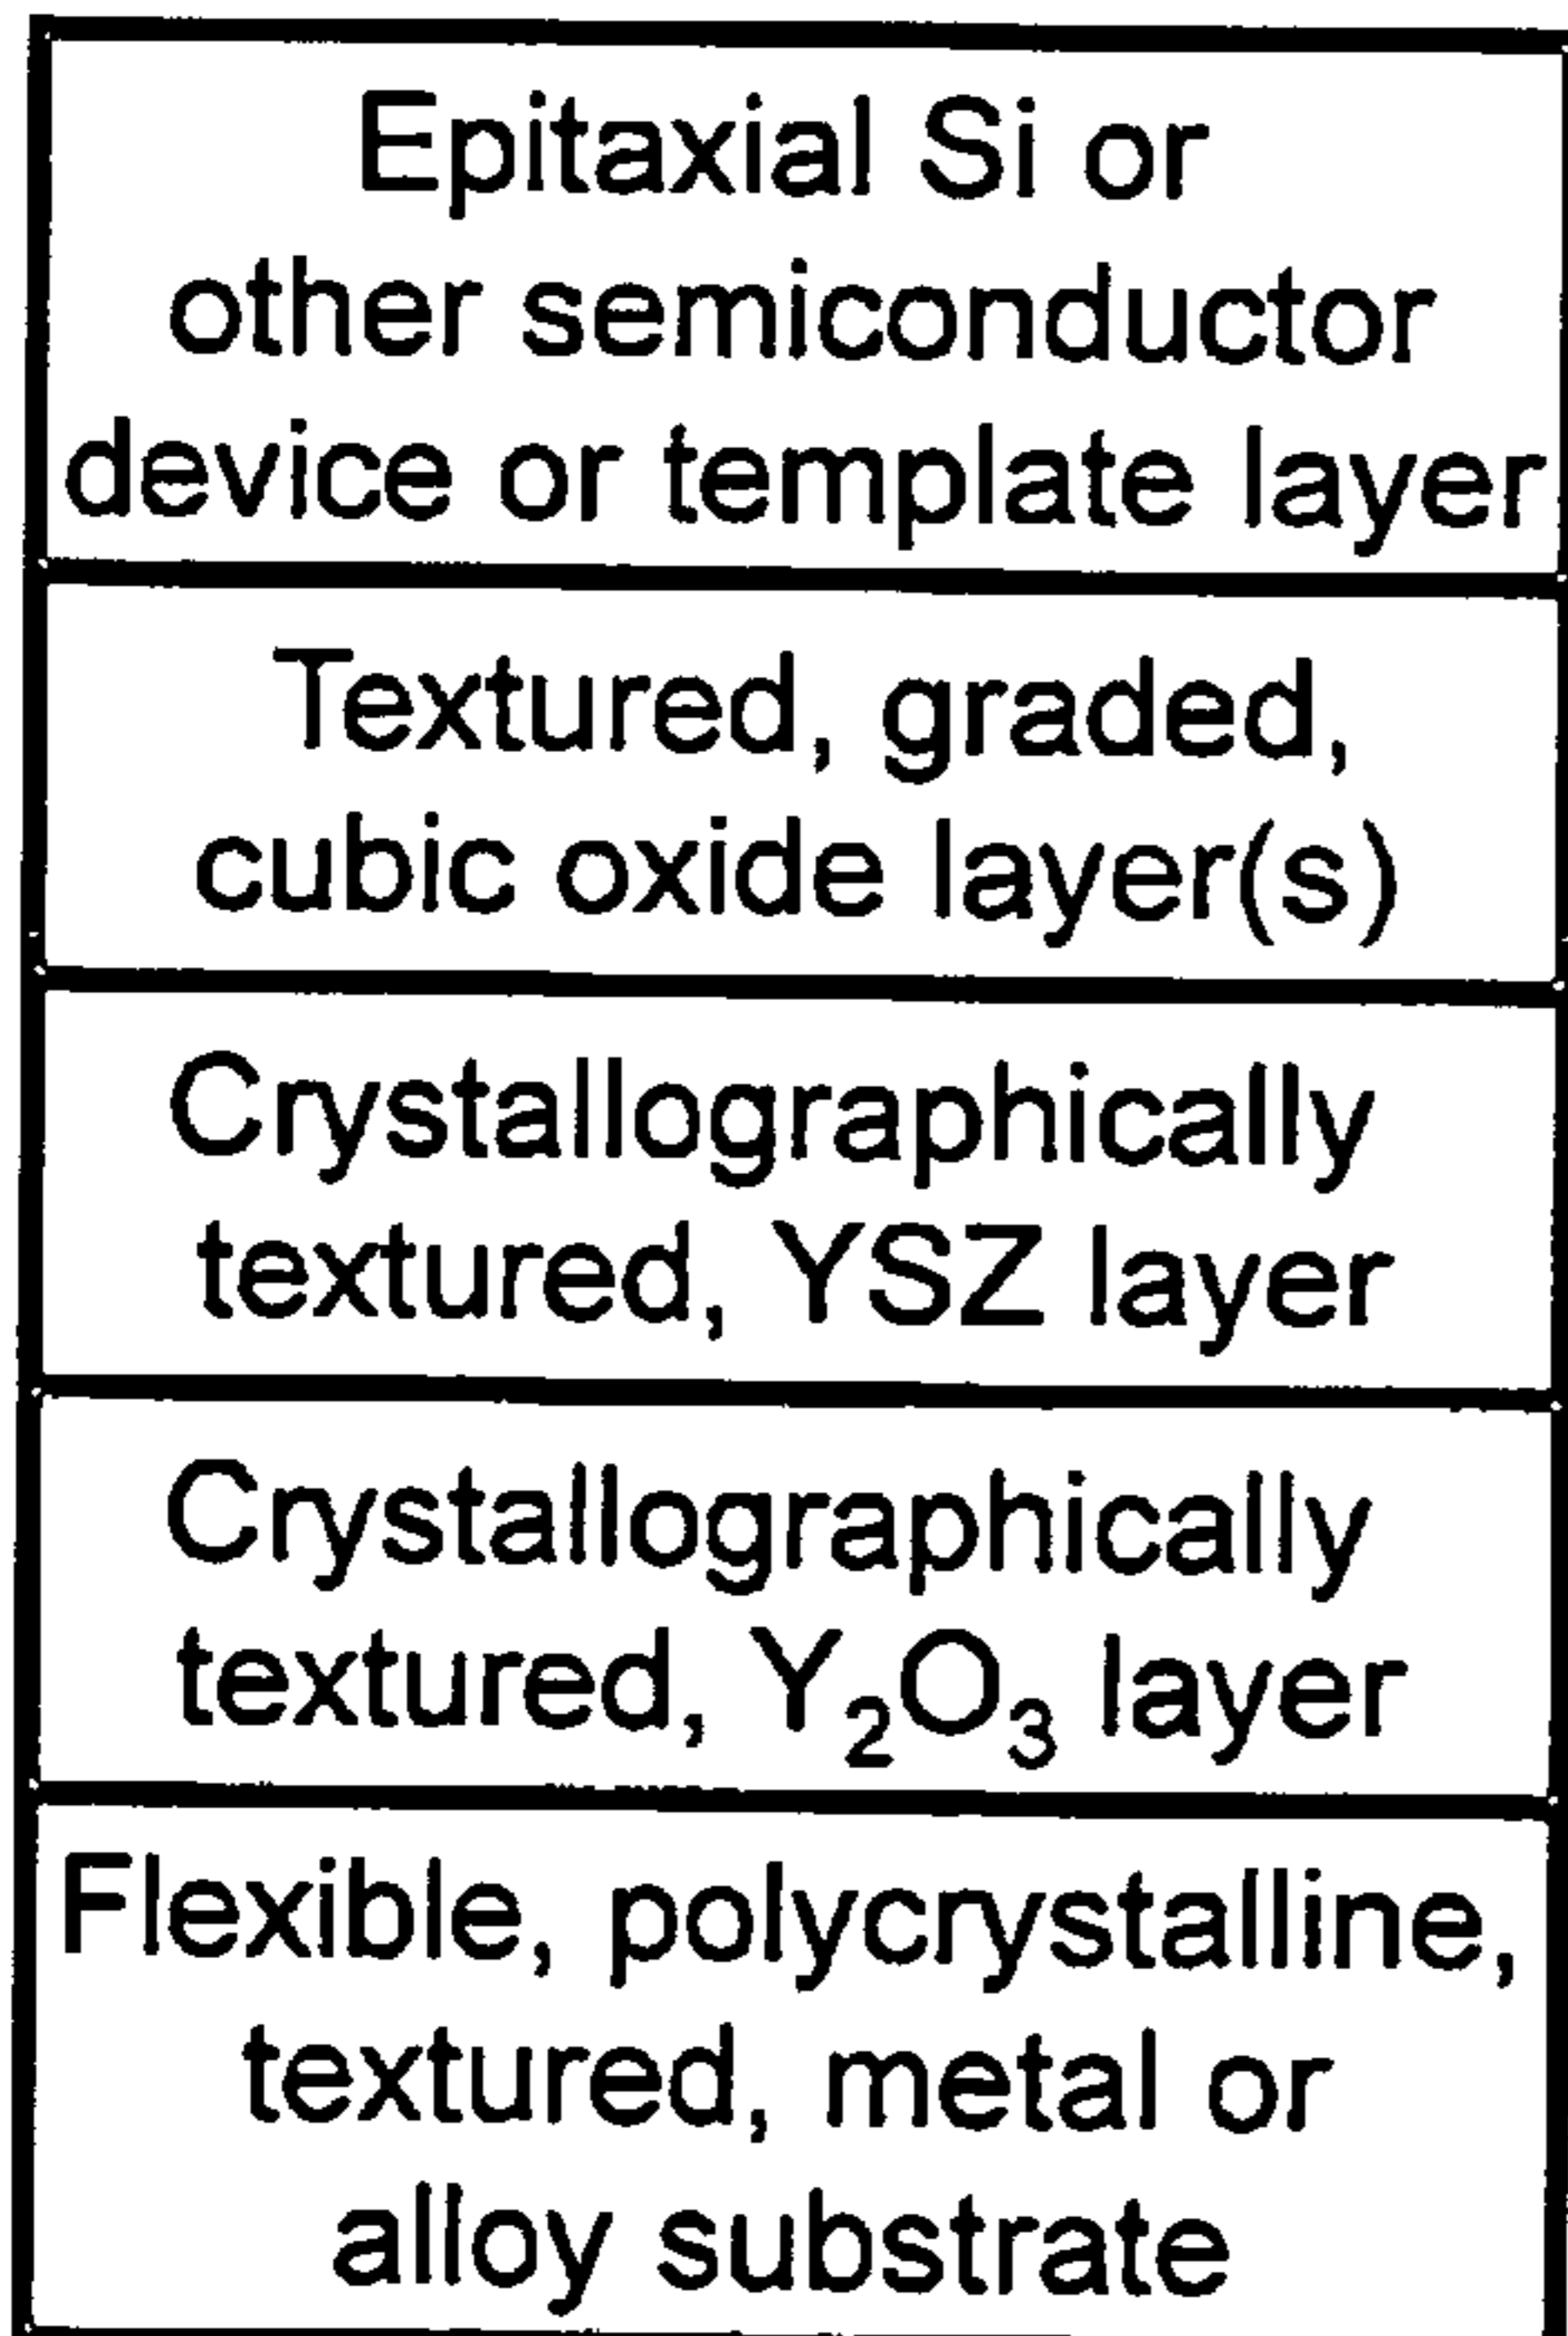 Epitaxial Si or
other semiconductor
device or template layer
Textured, graded,
cubic oxide layer(s)
Crystallographically
textured, YSZ layer
Crystallographically
textured, Y₂O₃ layer
Flexible, polycrystalline,
textured, metal or
alloy substrate